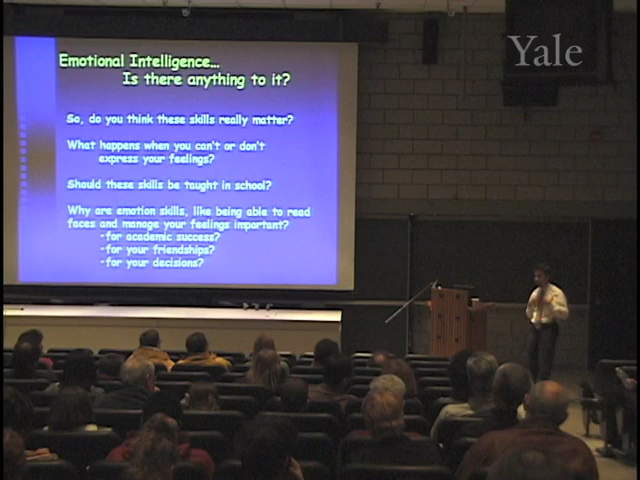 Yale
Emotional Intelligence...
Is there anything to it?
So, do you think these skills really matter?
What happens when you can't or don't
express your feelings?
Should these skills be taught in school?
Why are emotion skills, like being able to read
faces and manage your feelings important?
•for academic success?
•for your friendships?
•for your decisions?